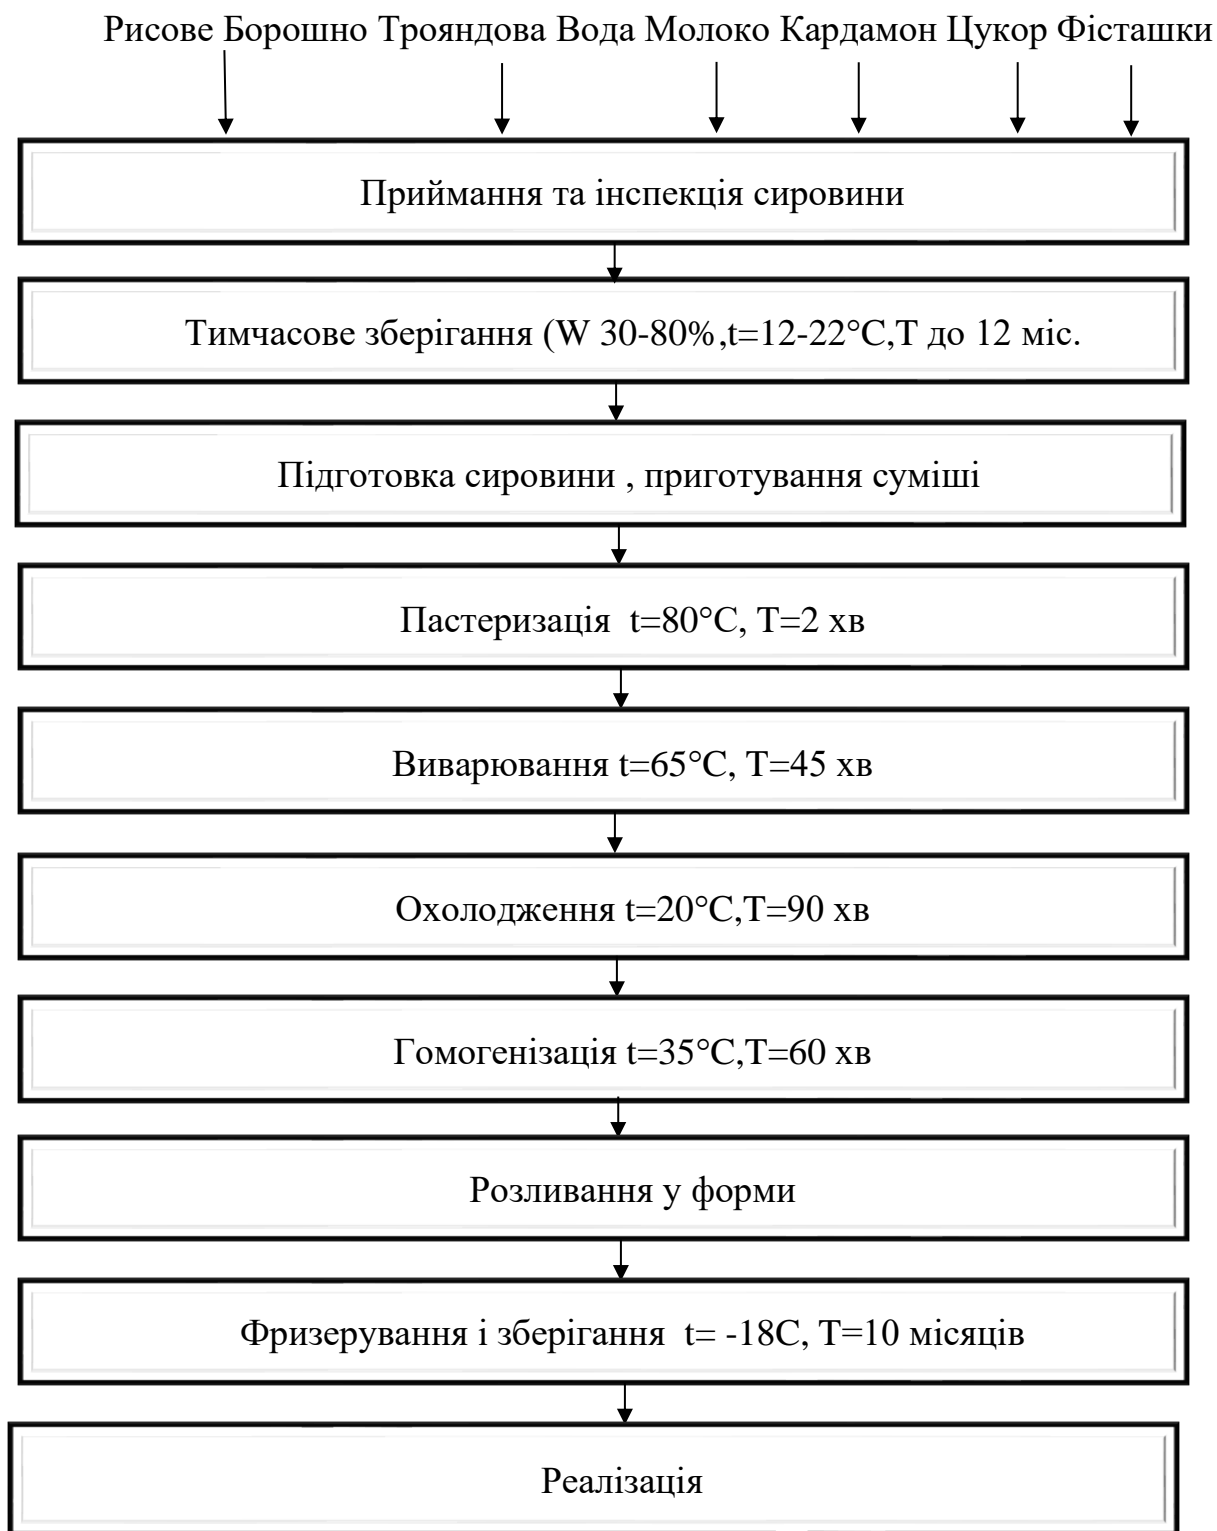 Рисове Борошно Трояндова Вода Молоко Кардамон Цукор Фісташки
Приймання та інспекція сировини
Тимчасове зберігання (W 30-80%,t=12-22°C,T до 12 міс.
Підготовка сировини , приготування суміші
Пастеризація t=80°C, T=2 хв
Виварювання t=65°C, T=45 хв
Охолодження t=20°C,T=90 хв
Гомогенізація t=35°C,T=60 хв
Розливання у форми
Фризерування і зберігання t= -18C, T=10 місяців
Реалізація